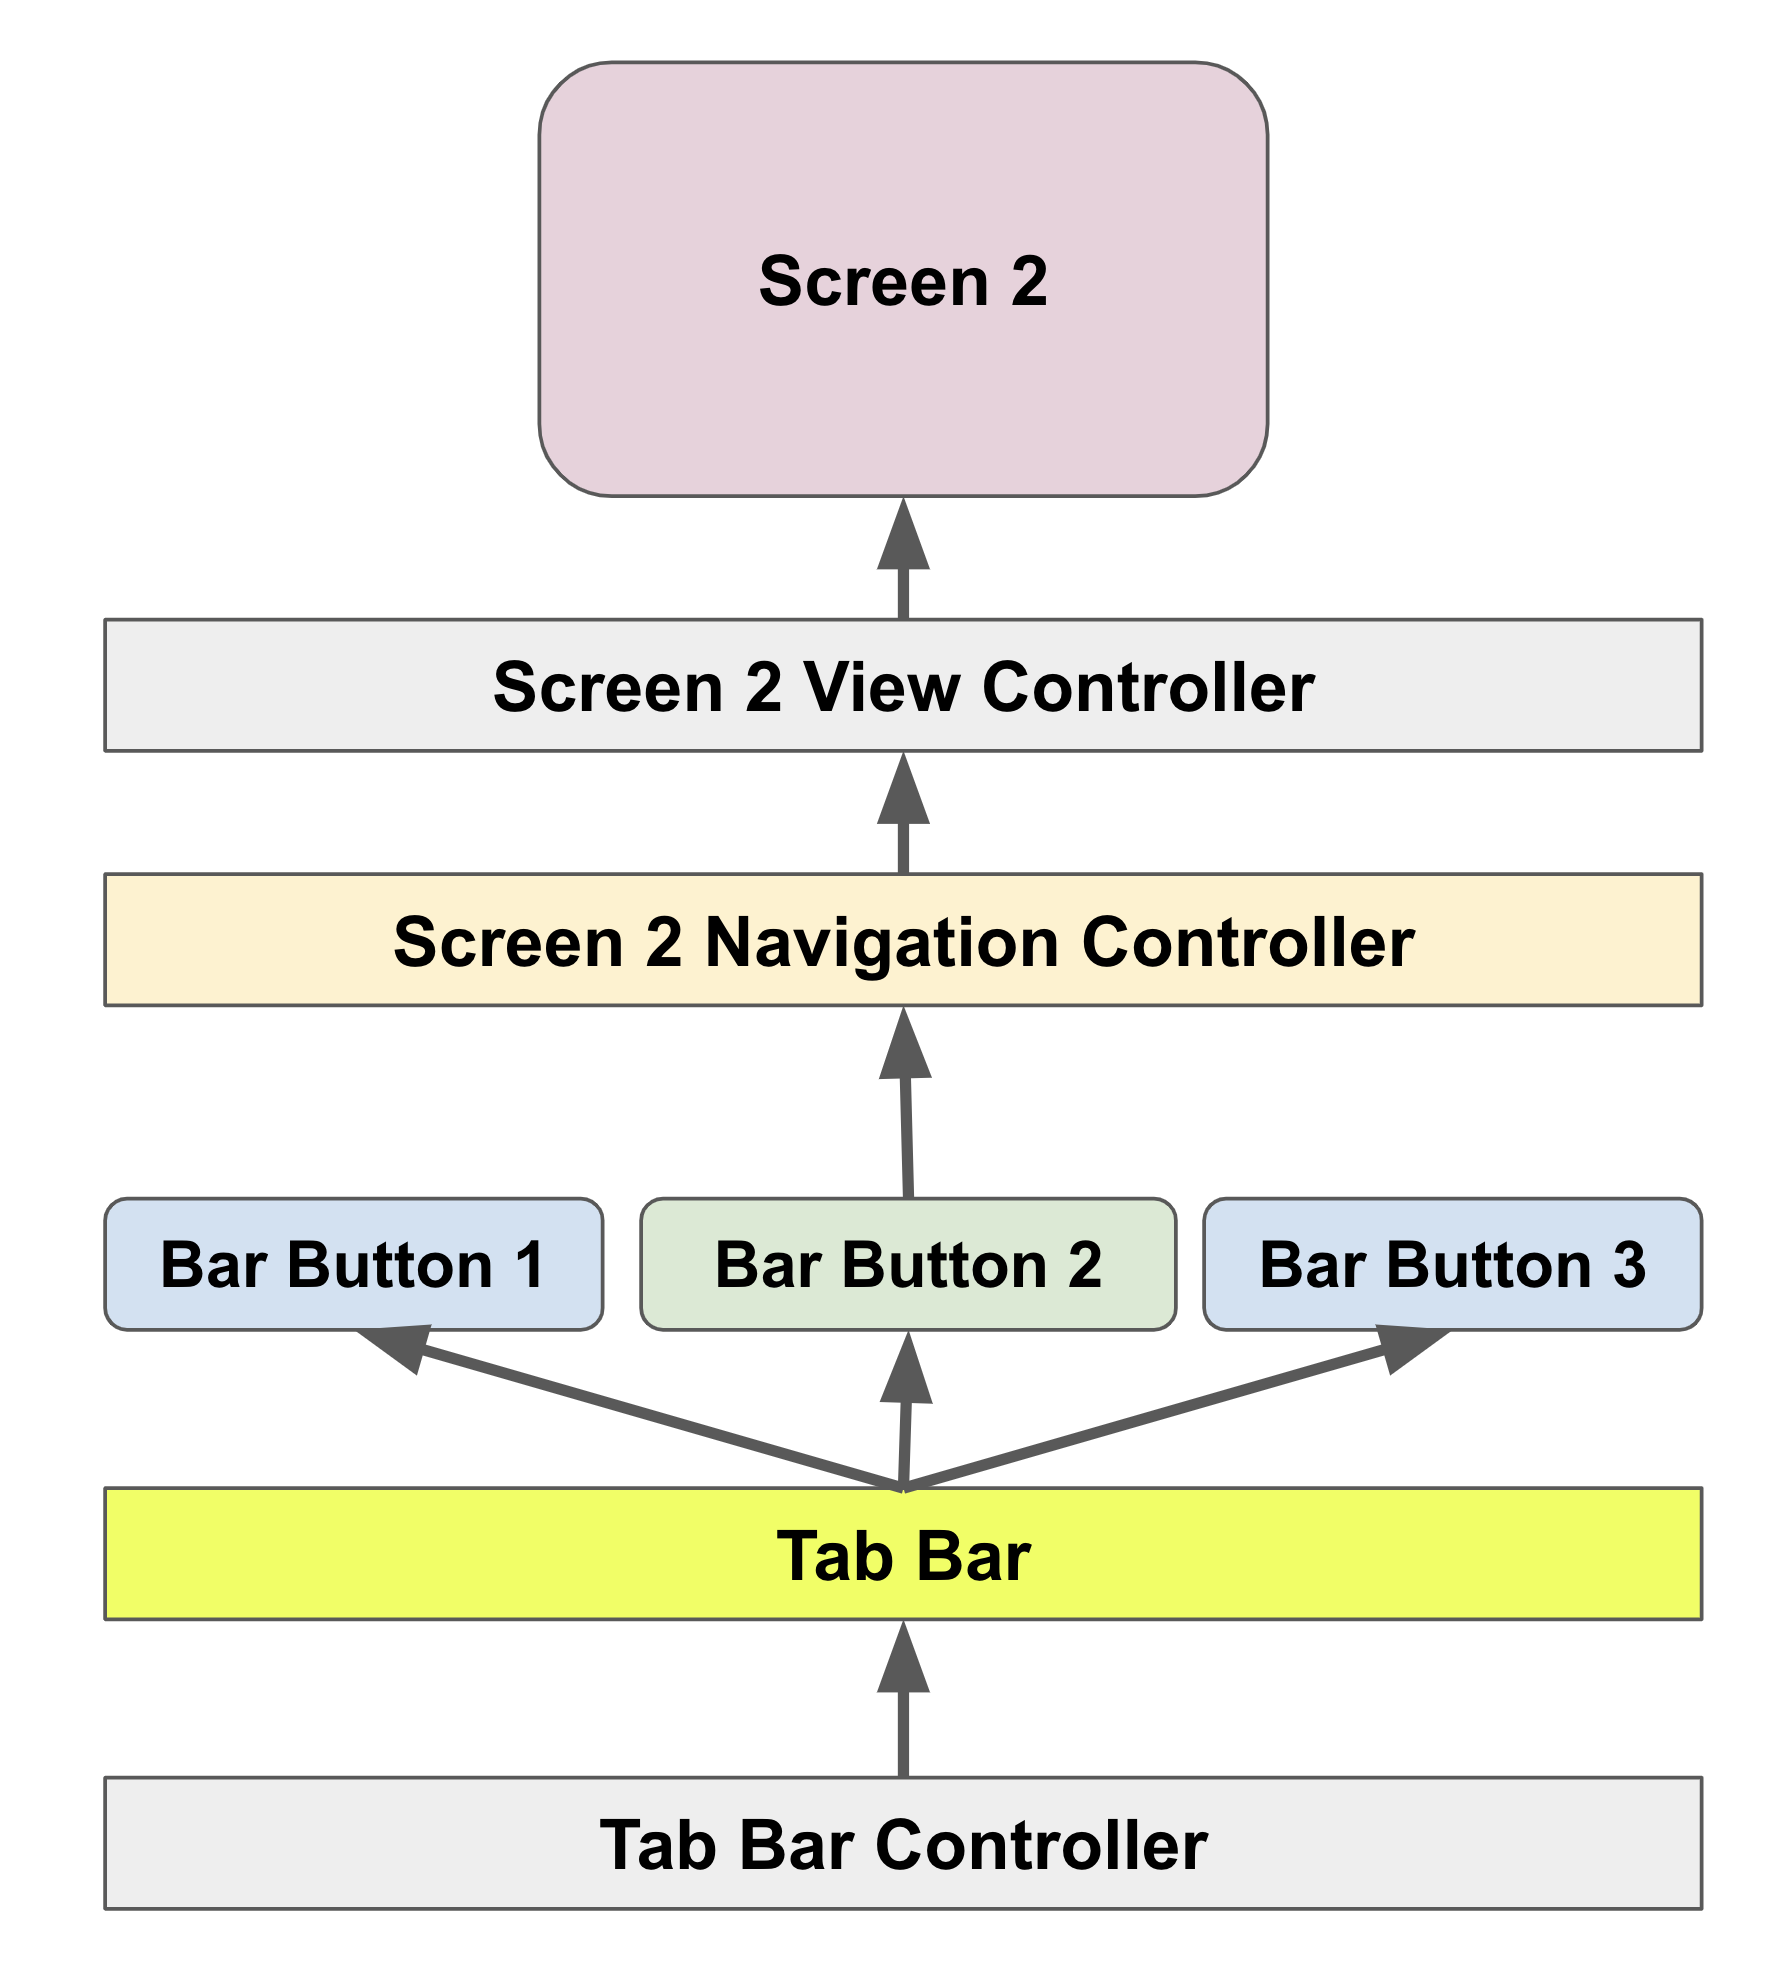 Screen 2
Screen 2 View Controller
Screen 2 Navigation Controller
Bar Button 1
Bar Button 2
Bar Button 3
Tab Bar
Tab Bar Controller